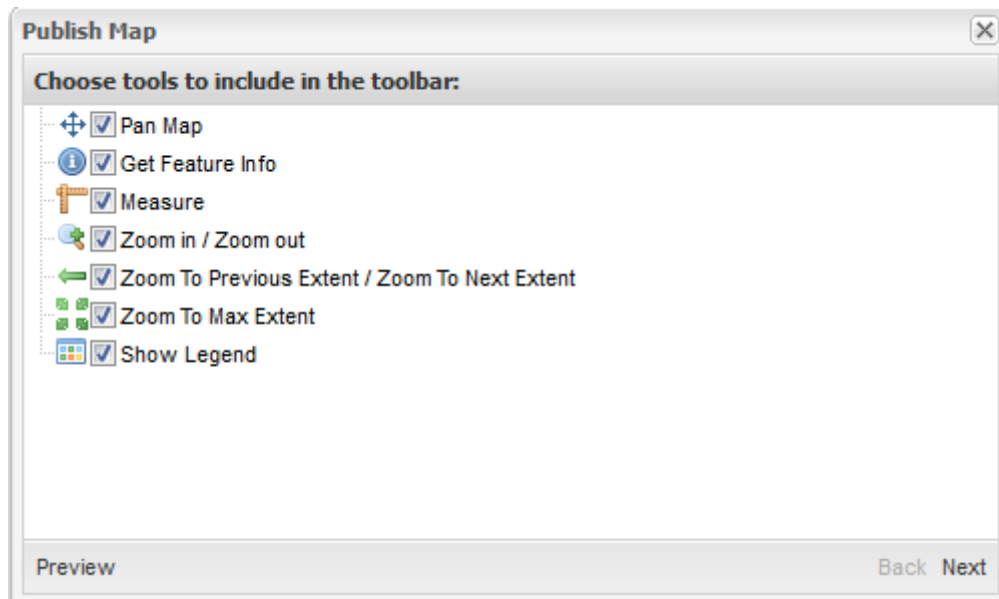 Publish Map
Choose tools to include in the toolbar:
Pan Map
Get Feature Info
Measure
Zoom in / Zoom out
Zoom To Previous Extent / Zoom To Next Extent
Zoom To Max Extent
Show Legend
Preview Back Next